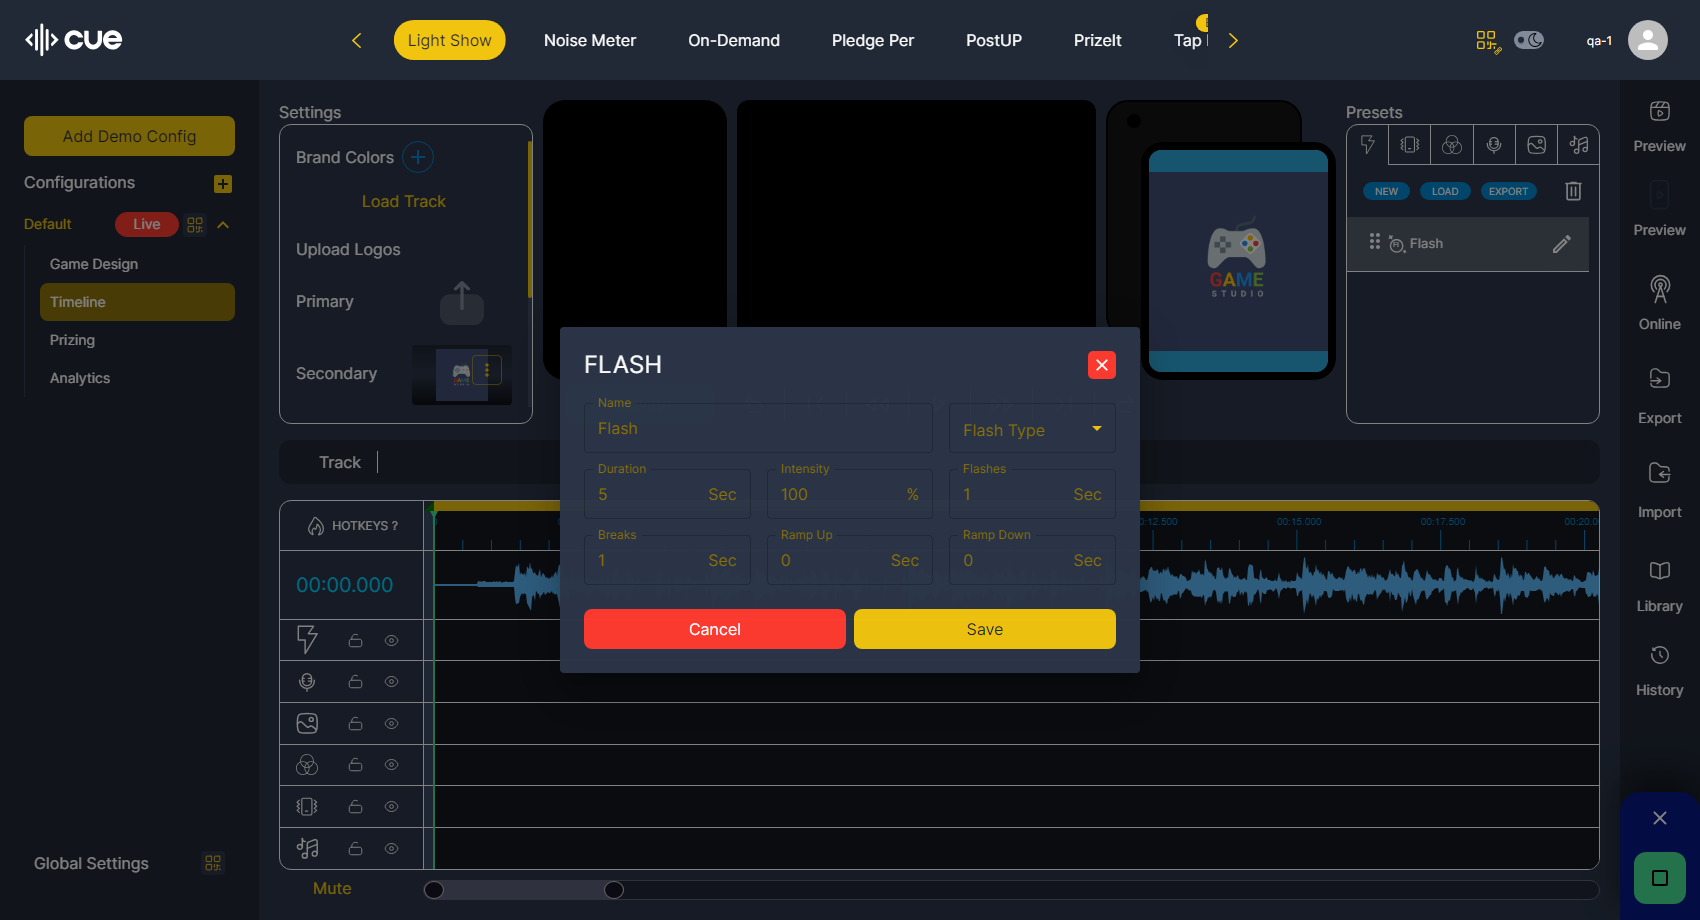 cue
Light Show
Noise Meter
On-Demand
Pledge Per
PostUP
PrizeIt
Tap
qa-1
Add Demo Config
Configurations
Default
Live
Game Design
Timeline
Prizing
Analytics
Global Settings
Settings
Brand Colors
Load Track
Upload Logos
Primary
Secondary
GAME
STUDIO
Presets
NEW
LOAD
EXPORT
Flash
Preview
Preview
Online
Export
Import
Library
History
FLASH
Name
Flash
Flash Type
Duration
5 Sec
Intensity
100 %
Flashes
1 Sec
Breaks
1 Sec
Ramp Up
0 Sec
Ramp Down
0 Sec
Cancel
Save
Track
HOTKEYS ?
00:12.500
00:15.000
00:17.500
00:20.0
00:00.000
Mute